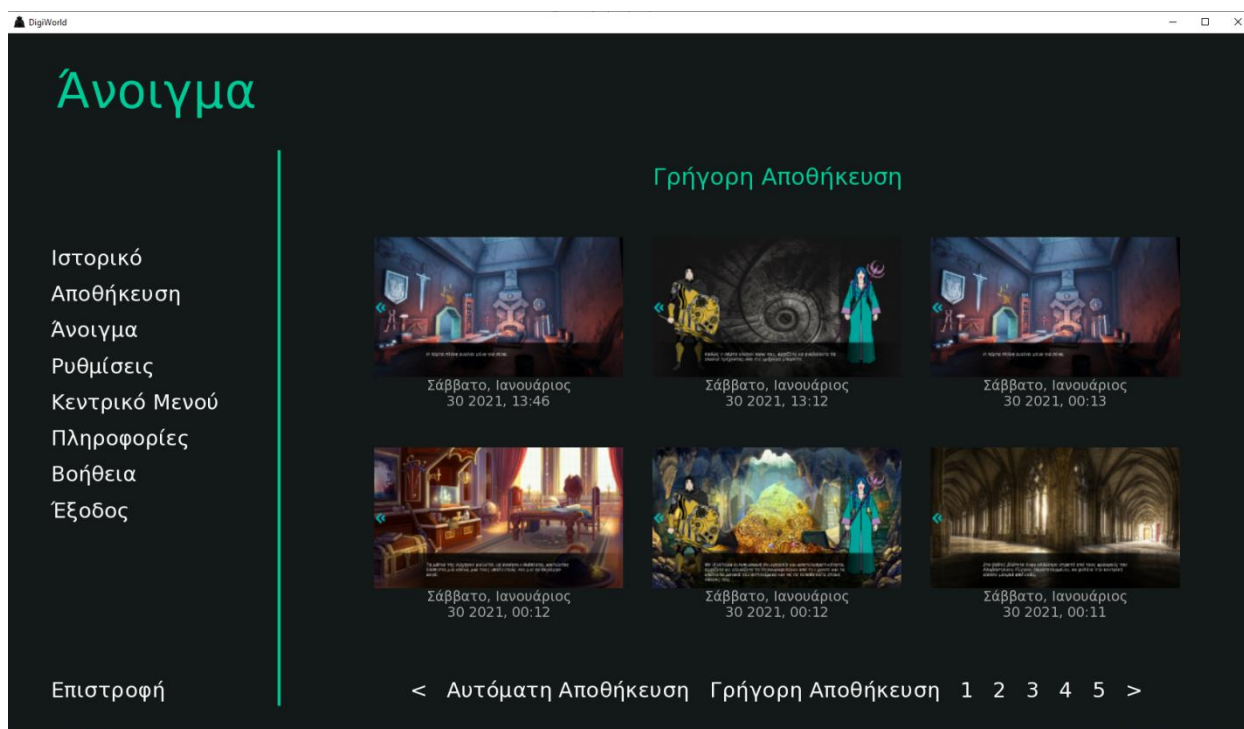 DigiWorld
Άνοιγμα
Γρήγορη Αποθήκευση
Ιστορικό
Αποθήκευση
Άνοιγμα
Ρυθμίσεις
Κεντρικό Μενού
Πληροφορίες
Βοήθεια
Έξοδος
Σάββατο, Ιανουάριος
30 2021, 13:46
Σάββατο, Ιανουάριος
30 2021, 13:12
Σάββατο, Ιανουάριος
30 2021, 00:13
Σάββατο, Ιανουάριος
30 2021, 00:12
Σάββατο, Ιανουάριος
30 2021, 00:12
Σάββατο, Ιανουάριος
30 2021, 00:11
Επιστροφή
< Αυτόματη Αποθήκευση Γρήγορη Αποθήκευση 1 2 3 4 5 >